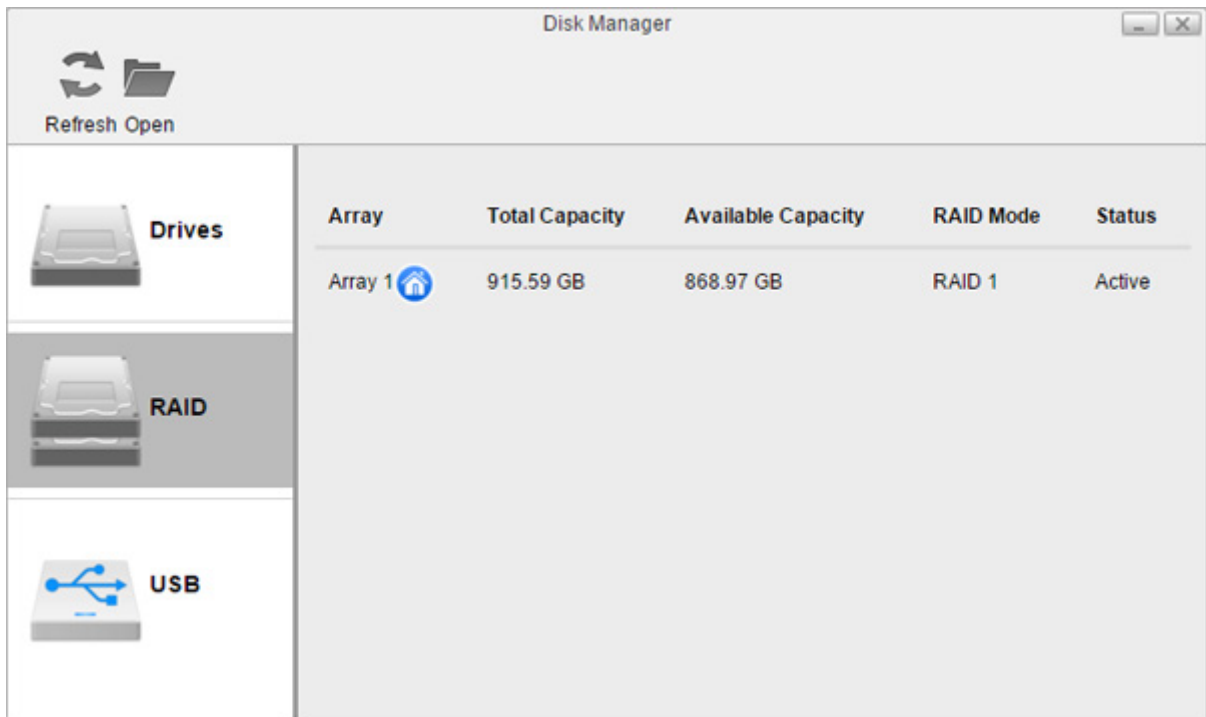 Disk Manager
Refresh Open
Drives
RAID
USB
Array Total Capacity Available Capacity RAID Mode Status
Array 1 915.59 GB 868.97 GB RAID 1 Active